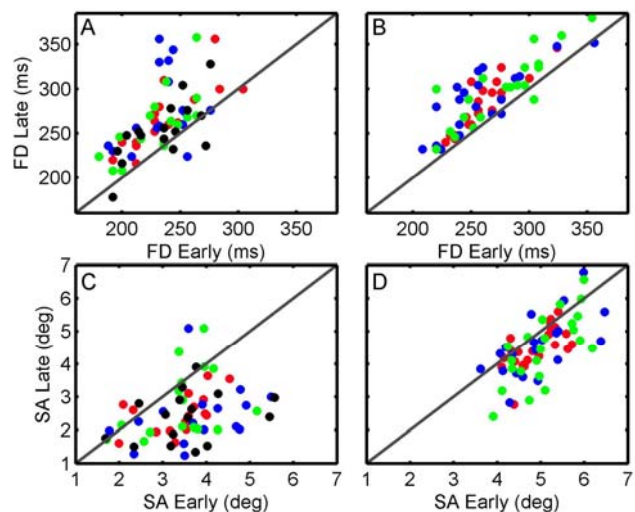 A
B
FD Late (ms)
350
300
250
200
200 250 300 350
200 250 300 350
FD Early (ms)
FD Early (ms)
C
D
SA Late (deg)
7
6
5
4
3
2
1
1 2 3 4 5 6 7
1 2 3 4 5 6 7
SA Early (deg)
SA Early (deg)